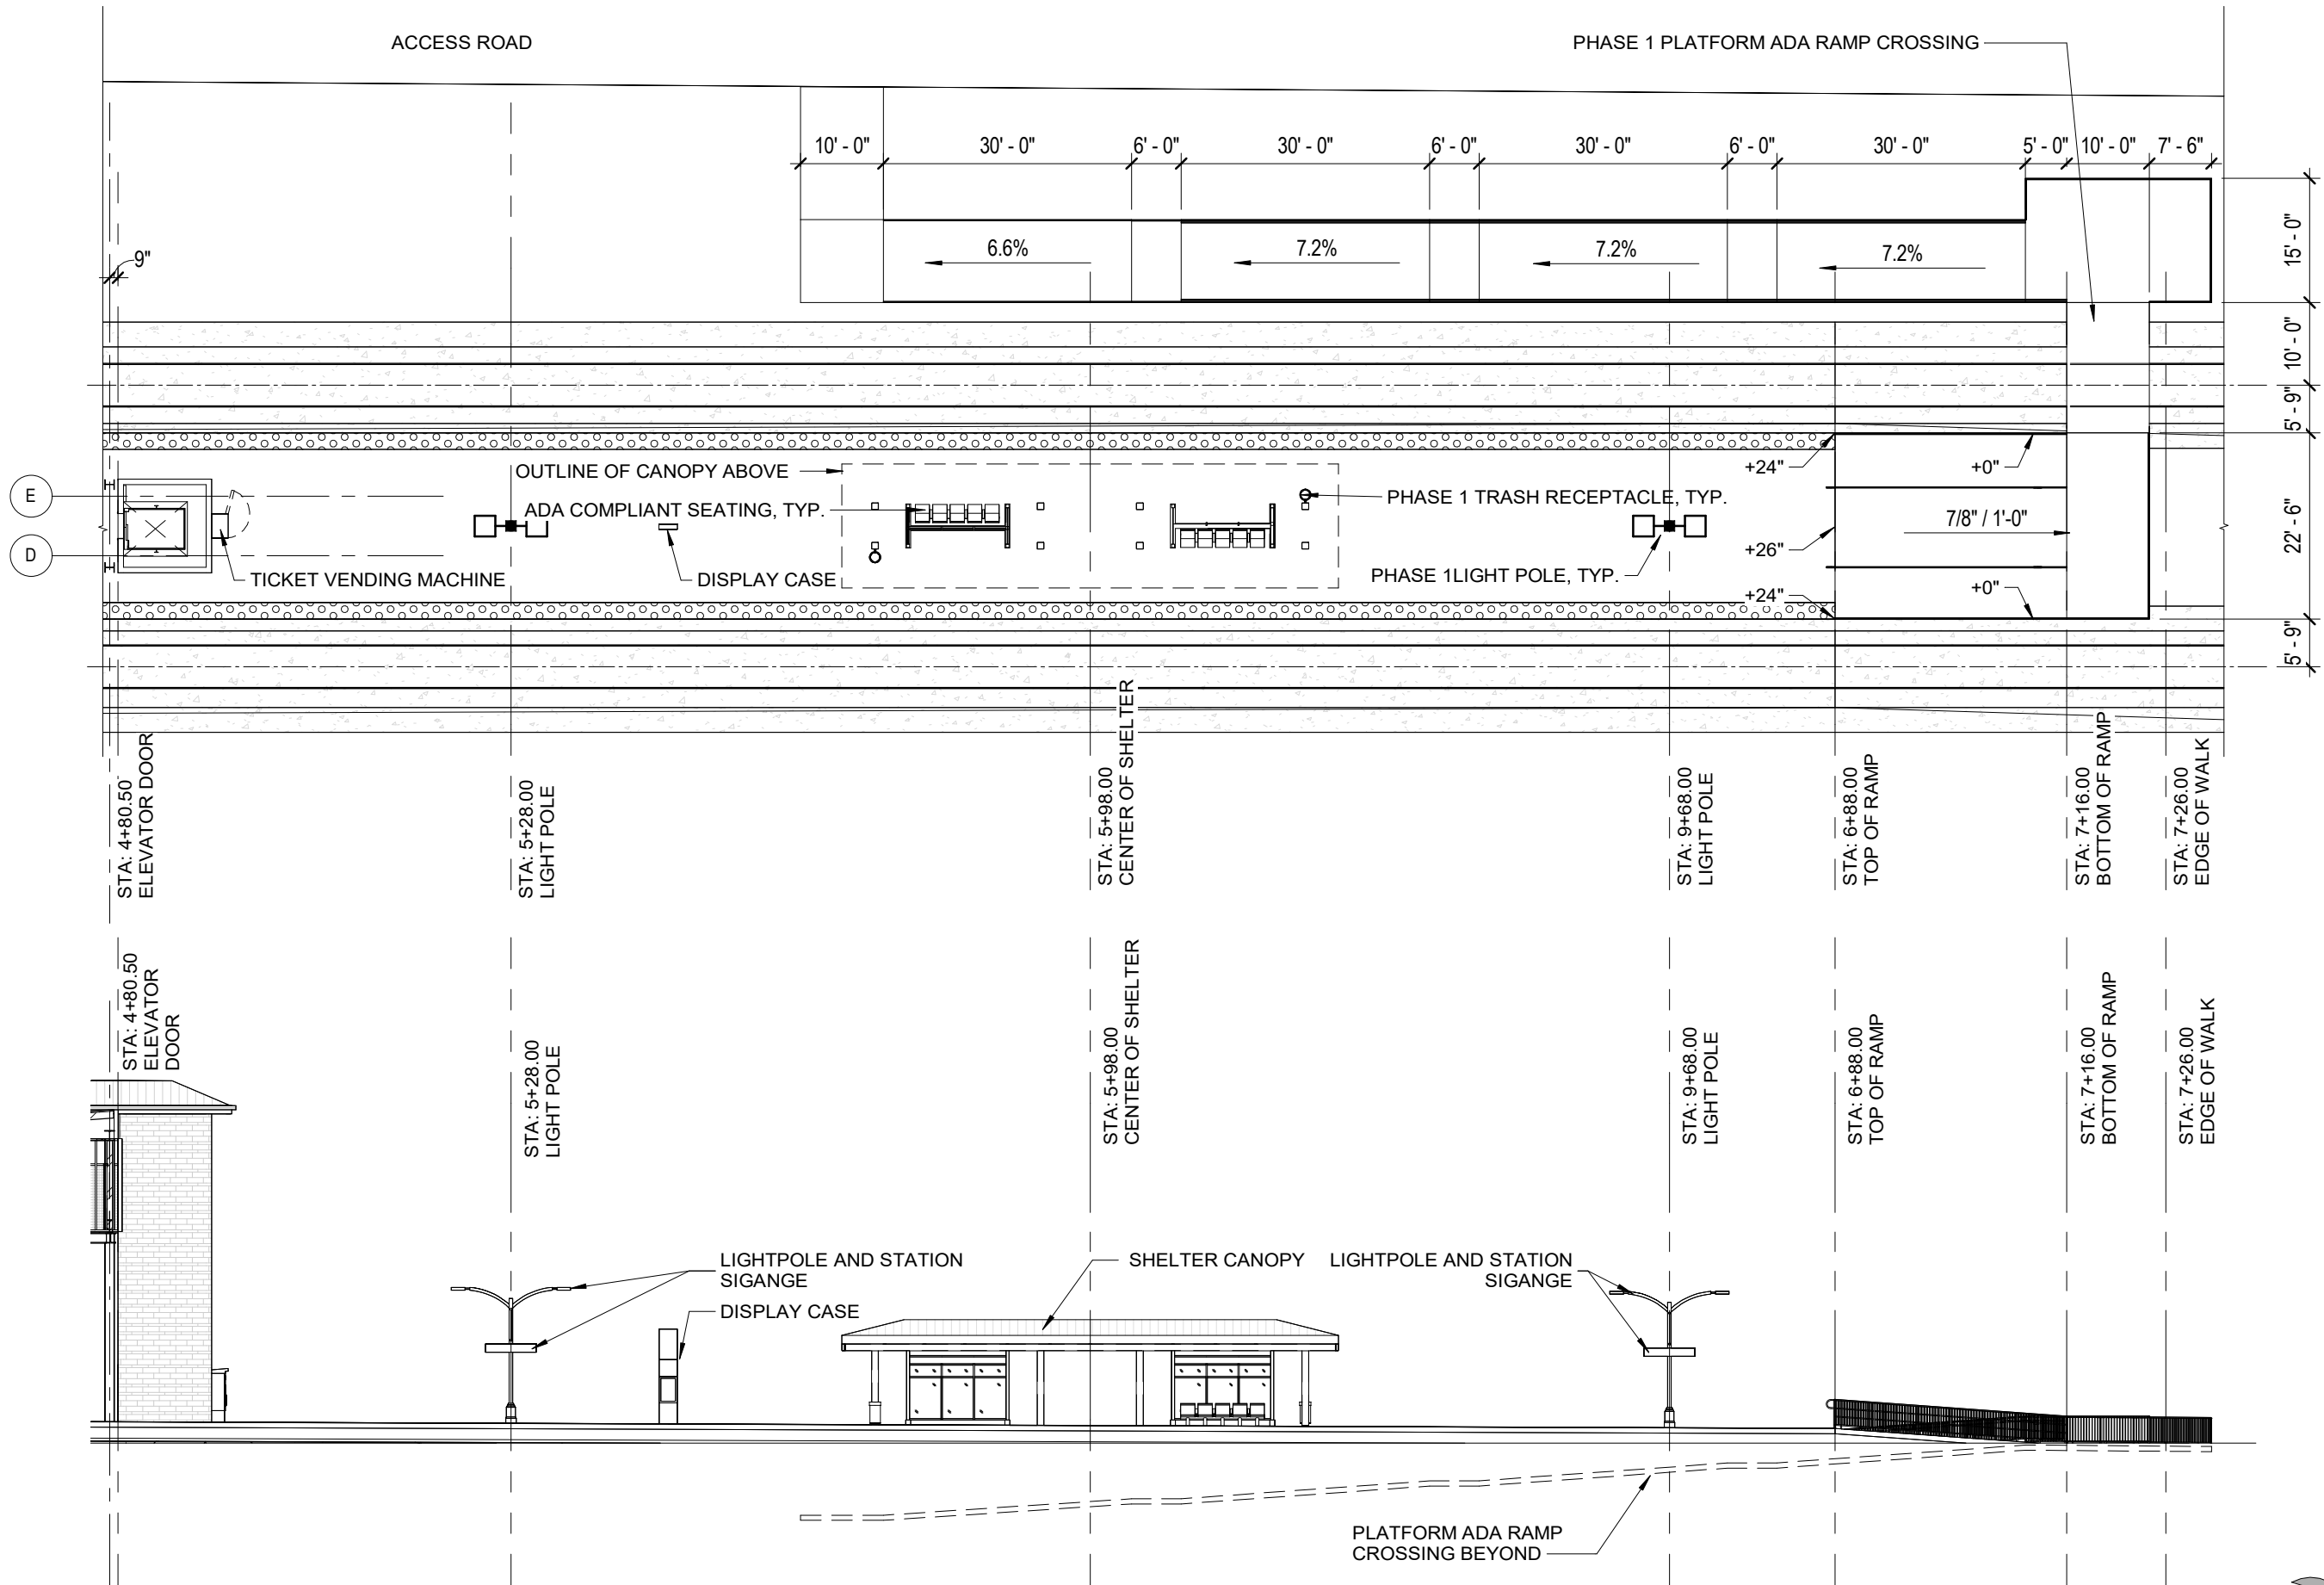 ACCESS ROAD
PHASE 1 PLATFORM ADA RAMP CROSSING
10' - 0"
30' - 0"
6' - 0"
30' - 0"
6' - 0"
30' - 0"
6' - 0"
30' - 0"
5' - 0"
10' - 0"
7' - 6"
9"
6.6%
7.2%
7.2%
7.2%
15' - 0"
10' - 0"
5' - 9"
22' - 6"
5' - 9"
E
D
OUTLINE OF CANOPY ABOVE
ADA COMPLIANT SEATING, TYP.
TICKET VENDING MACHINE
DISPLAY CASE
PHASE 1 TRASH RECEPTACLE, TYP.
PHASE 1LIGHT POLE, TYP.
+24"
+26"
+24"
+0"
7/8" / 1'-0"
+0"
STA: 4+80.50
ELEVATOR DOOR
STA: 5+28.00
LIGHT POLE
STA: 5+98.00
CENTER OF SHELTER
STA: 9+68.00
LIGHT POLE
STA: 6+88.00
TOP OF RAMP
STA: 7+16.00
BOTTOM OF RAMP
STA: 7+26.00
EDGE OF WALK
STA: 4+80.50
ELEVATOR
DOOR
STA: 5+28.00
LIGHT POLE
STA: 5+98.00
CENTER OF SHELTER
STA: 9+68.00
LIGHT POLE
STA: 6+88.00
TOP OF RAMP
STA: 7+16.00
BOTTOM OF RAMP
STA: 7+26.00
EDGE OF WALK
LIGHTPOLE AND STATION
SIGANGE
DISPLAY CASE
SHELTER CANOPY
LIGHTPOLE AND STATION
SIGANGE
PLATFORM ADA RAMP
CROSSING BEYOND